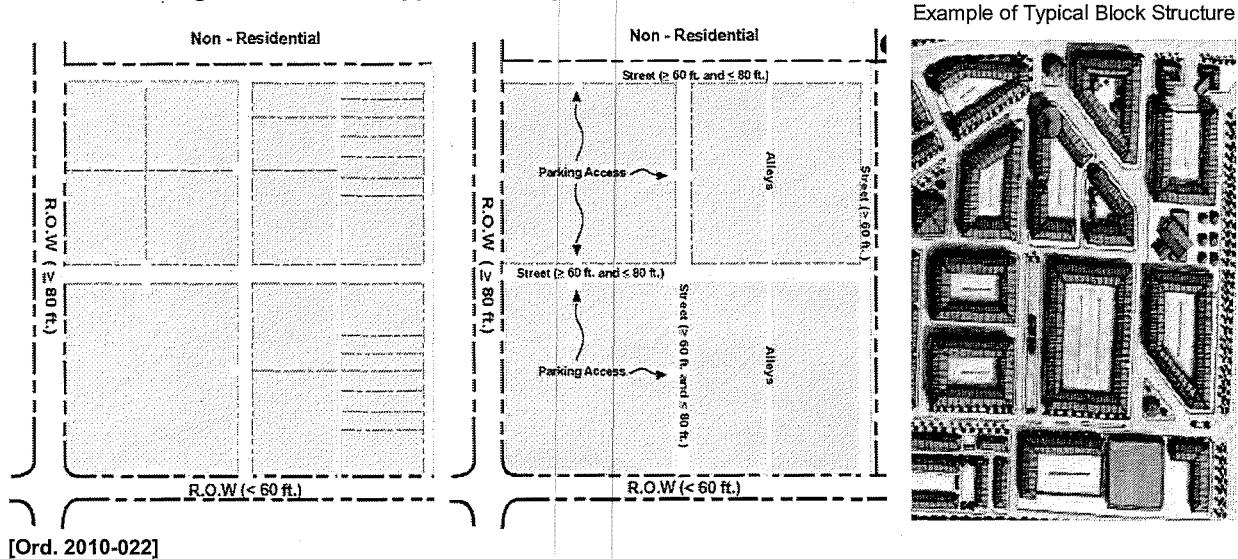 Example of Typical Block Structure
Non - Residential
R.O.W ( ≥ 80 ft.)
R.O.W (< 60 ft.)
Non - Residential
Street (≥ 60 ft. and ≤ 80 ft.)
Parking Access
Alleys
Street (> 60 ft.)
R.O.W ( ≥ 80 ft.)
Street (≥ 60 ft. and ≤ 80 ft.)
Street (≥ 60 ft. and ≤ 80 ft.)
Parking Access
Alleys
R.O.W (< 60 ft.)
[Ord. 2010-022]